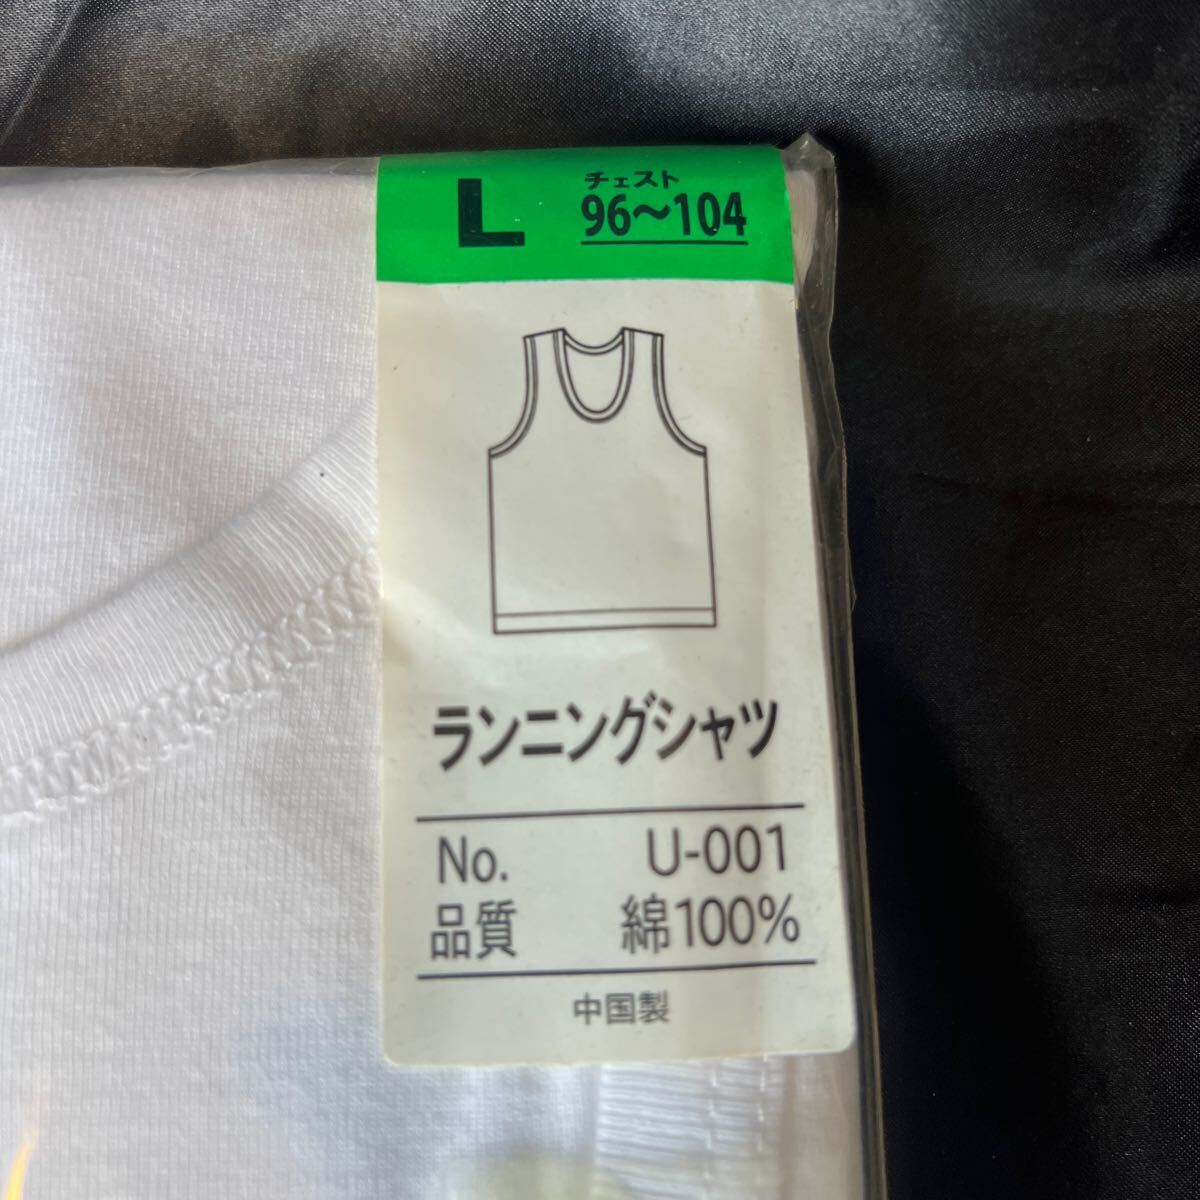 L チェスト
96〜104
ランニングシャツ
No. U-001
品質 綿100%
中国製